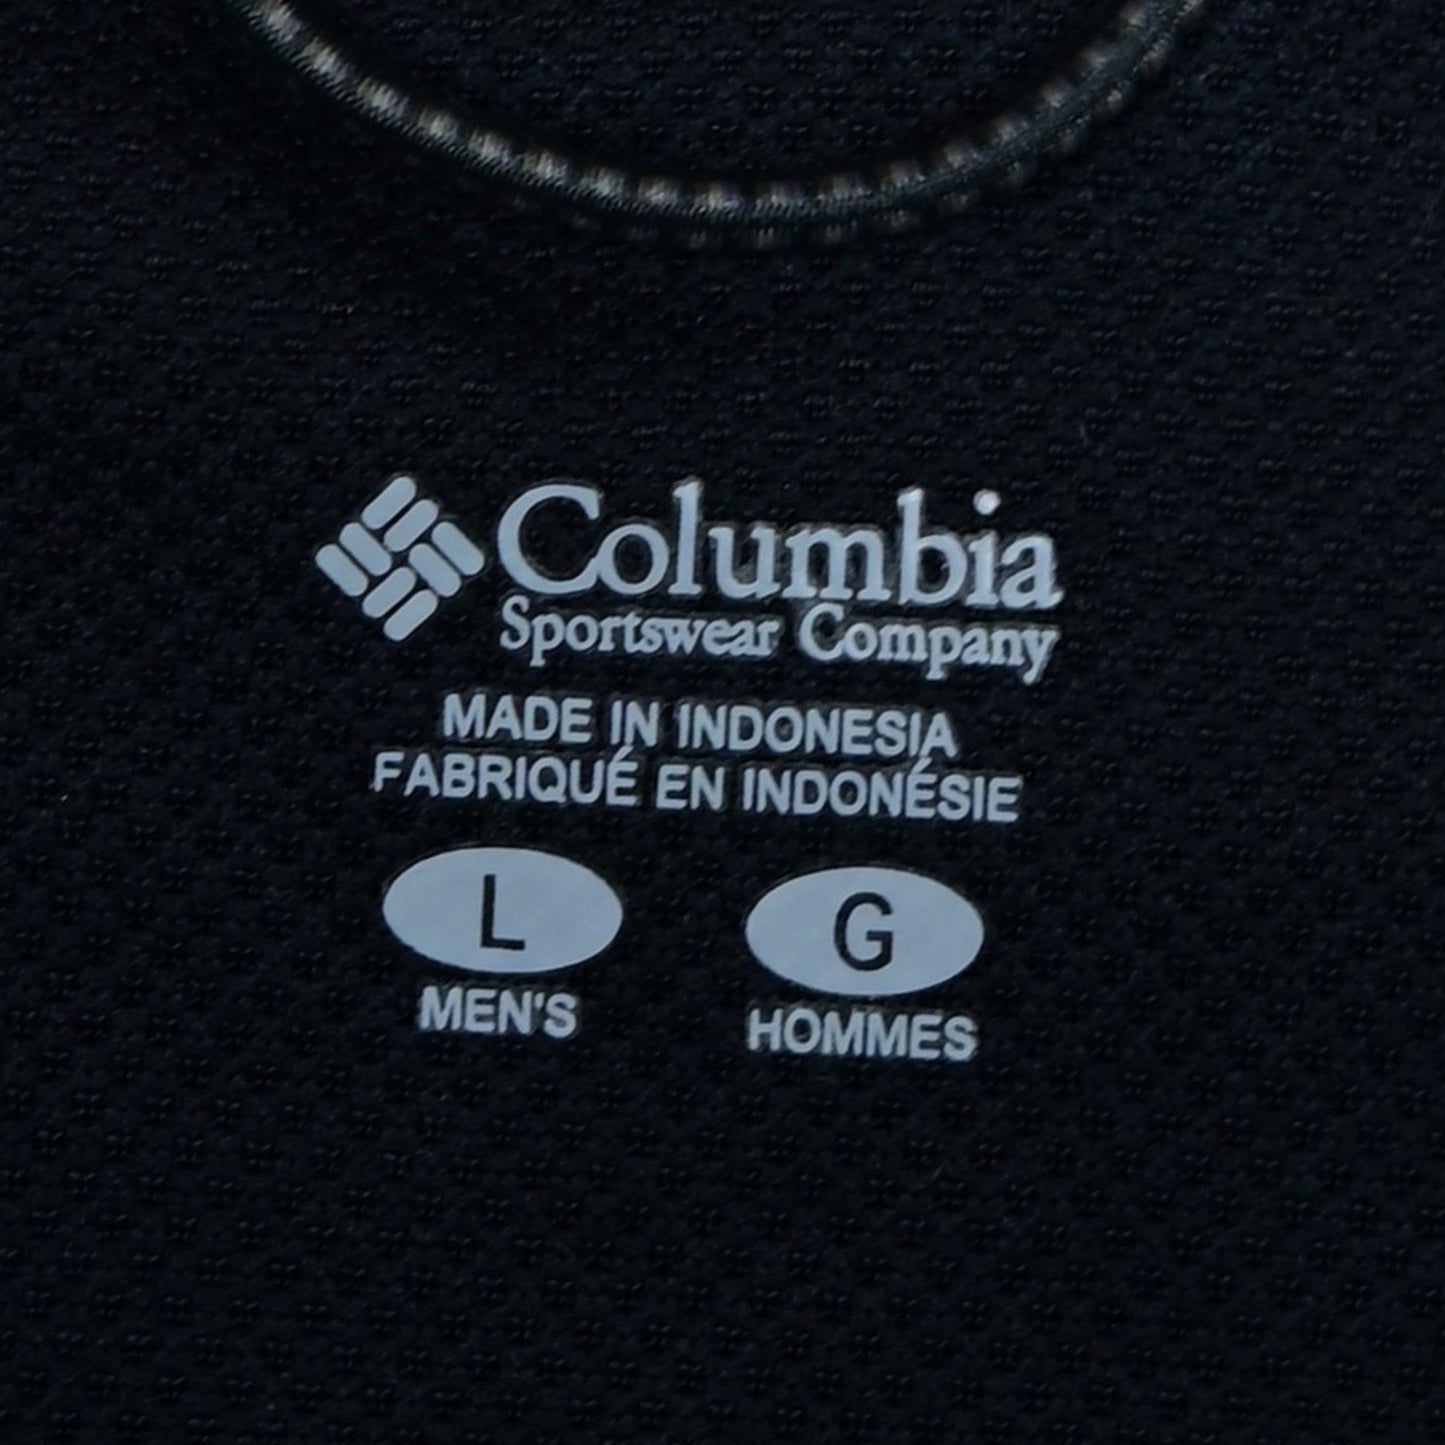 Columbia
Sportswear Company
MADE IN INDONESIA
FABRIQUÉ EN INDONÉSIE
L G
MEN'S HOMMES